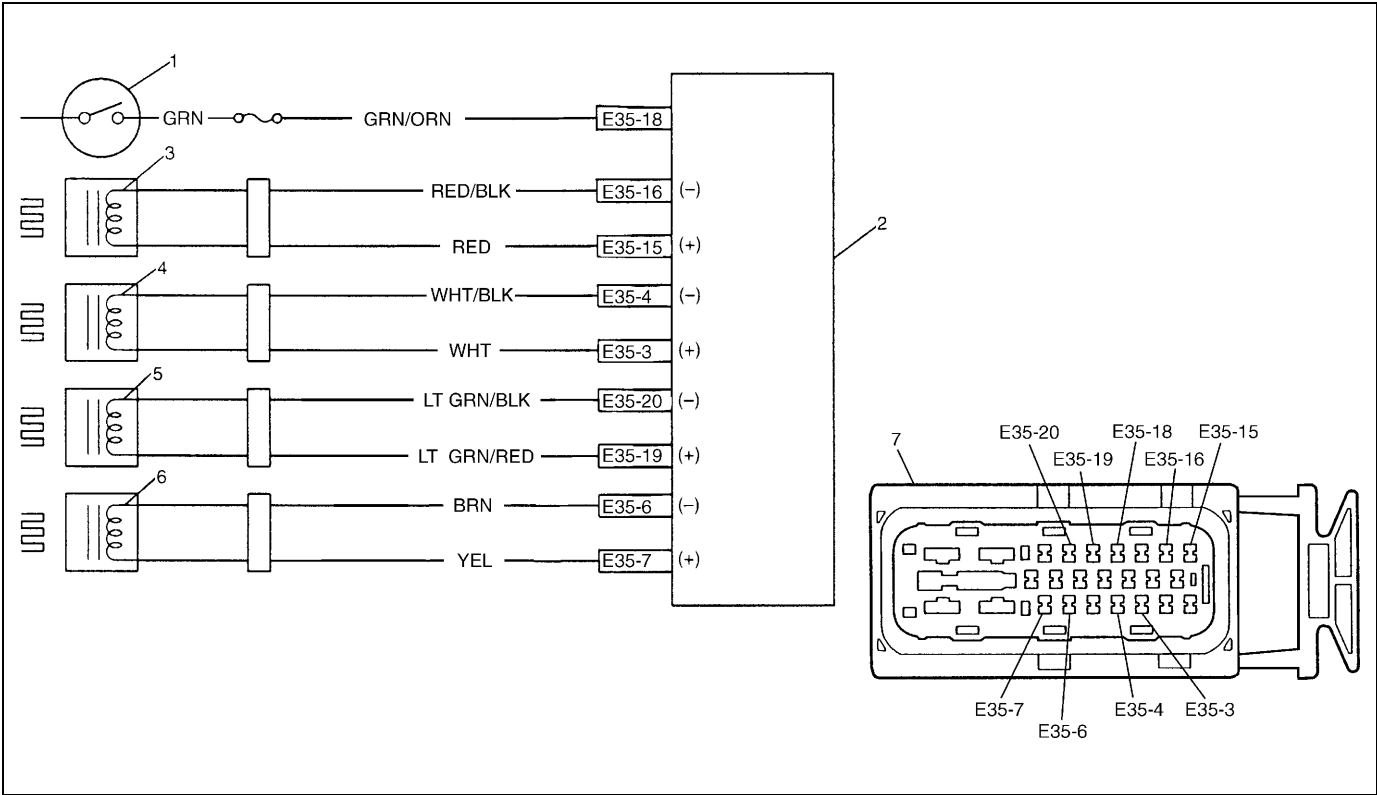 1
GRN
GRN/ORN
E35-18
3
RED/BLK
E35-16
(−)
2
RED
E35-15
(+)
4
WHT/BLK
E35-4
(−)
WHT
E35-3
(+)
5
LT GRN/BLK
E35-20
(−)
LT GRN/RED
E35-19
(+)
6
BRN
E35-6
(−)
YEL
E35-7
(+)
7
E35-20
E35-18
E35-15
E35-19
E35-16
E35-7
E35-4
E35-3
E35-6